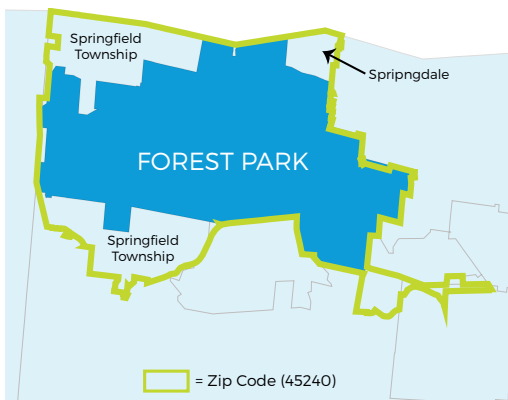 Springfield
Township
Spripngdale
FOREST PARK
Springfield
Township
= Zip Code (45240)